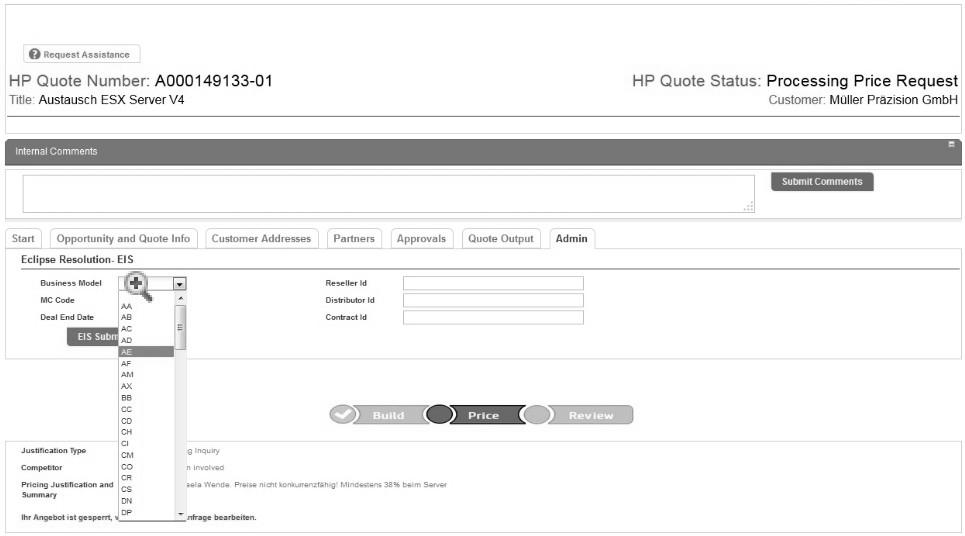 Request Assistance
HP Quote Number: A000149133-01
HP Quote Status: Processing Price Request
Title: Austausch ESX Server V4
Customer: Müller Präzision GmbH
Internal Comments
Submit Comments
Start Opportunity and Quote Info Customer Addresses Partners Approvals Quote Output Admin
Eclipse Resolution- EIS
Business Model
Reseller Id
MC Code
Distributor Id
Deal End Date
Contract Id
EIS Subm
AA
AB
AC
AD
AE
AF
AM
AX
BB
CC
CD
CH
CI
CM
CO
CR
CS
DN
DP
Build Price Review
Justification Type g Inquiry
Competitor n involved
Pricing Justification and Summary eela Wende. Preise nicht konkurrenzfähig! Mindestens 38% beim Server
Ihr Angebot ist gesperrt, v nfrage bearbeiten.